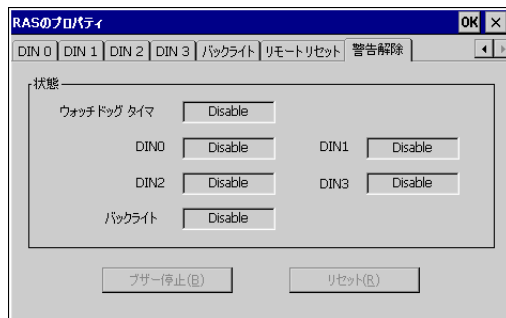 RASのプロパティ OK ×
DIN 0 DIN 1 DIN 2 DIN 3 バックライト リモートリセット 警告解除
状態
ウォッチドッグ タイマ Disable
DIN0 Disable DIN1 Disable
DIN2 Disable DIN3 Disable
バックライト Disable
ブザー停止(B) リセット(R)